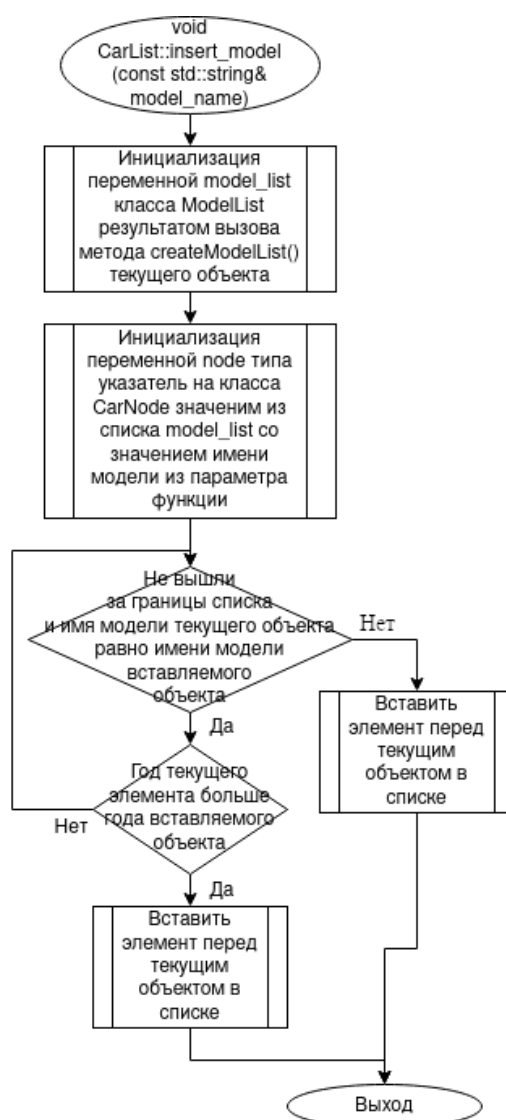 void
CarList::insert_model
(const std::string&
model_name)
Инициализация
переменной model_list
класса ModelList
результатом вызова
метода createModelList()
текущего объекта
Инициализация
переменной node типа
указатель на класса
CarNode значим из
списка model_list со
значением имени
модели из параметра
функции
Не вышли
за границы списка
и имя модели текущего объекта
равно имени модели
вставляемого
объекта
Нет
Да
Вставить
элемент перед
текущим
объектом в
списке
Год текущего
элемента больше
года вставляемого
объекта
Нет
Да
Вставить
элемент перед
текущим
объектом в
списке
Выход